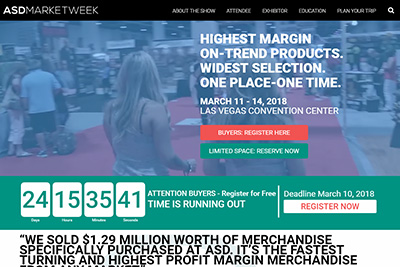 ASDMARKETWEEK
ABOUT THE SHOW ATTENDEE EXHIBITOR EDUCATION PLAN YOUR TRIP
HIGHEST MARGIN
ON-TREND PRODUCTS.
WIDEST SELECTION.
ONE PLACE-ONE TIME.
MARCH 11 - 14, 2018
LAS VEGAS CONVENTION CENTER
BUYERS: REGISTER HERE
LIMITED SPACE: RESERVE NOW
24 15 35 41
Days Hours Minutes Seconds
ATTENTION BUYERS - Register for Free
TIME IS RUNNING OUT
Deadline March 10, 2018
REGISTER NOW
“WE SOLD $1.29 MILLION WORTH OF MERCHANDISE
SPECIFICALLY PURCHASED AT ASD. IT'S THE FASTEST
TURNING AND HIGHEST PROFIT MARGIN MERCHANDISE